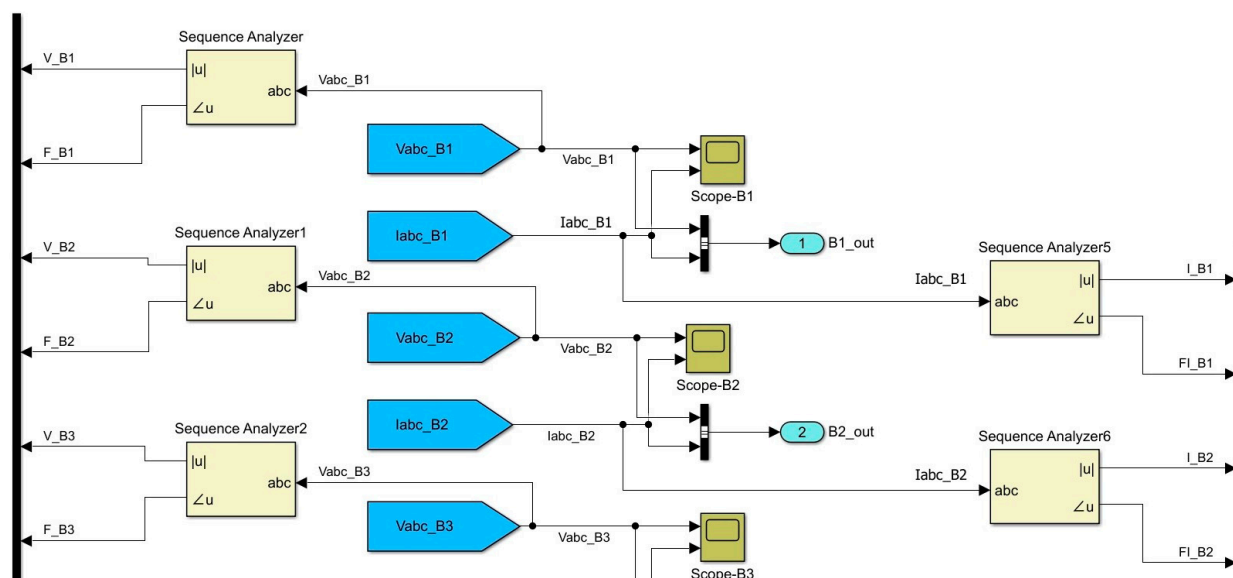 Sequence Analyzer
V_B1
|u|
abc
∠u
Vabc_B1
F_B1
Vabc_B1
Vabc_B1
Scope-B1
Iabc_B1
Iabc_B1
1
B1_out
Sequence Analyzer1
V_B2
|u|
abc
∠u
Vabc_B2
F_B2
Sequence Analyzer5
Iabc_B1
abc
|u|
∠u
I_B1
FI_B1
Vabc_B2
Vabc_B2
Scope-B2
Iabc_B2
Iabc_B2
2
B2_out
Sequence Analyzer2
V_B3
|u|
abc
∠u
Vabc_B3
F_B3
Sequence Analyzer6
Iabc_B2
abc
|u|
∠u
I_B2
FI_B2
Vabc_B3
Vabc_B3
Scope-B3